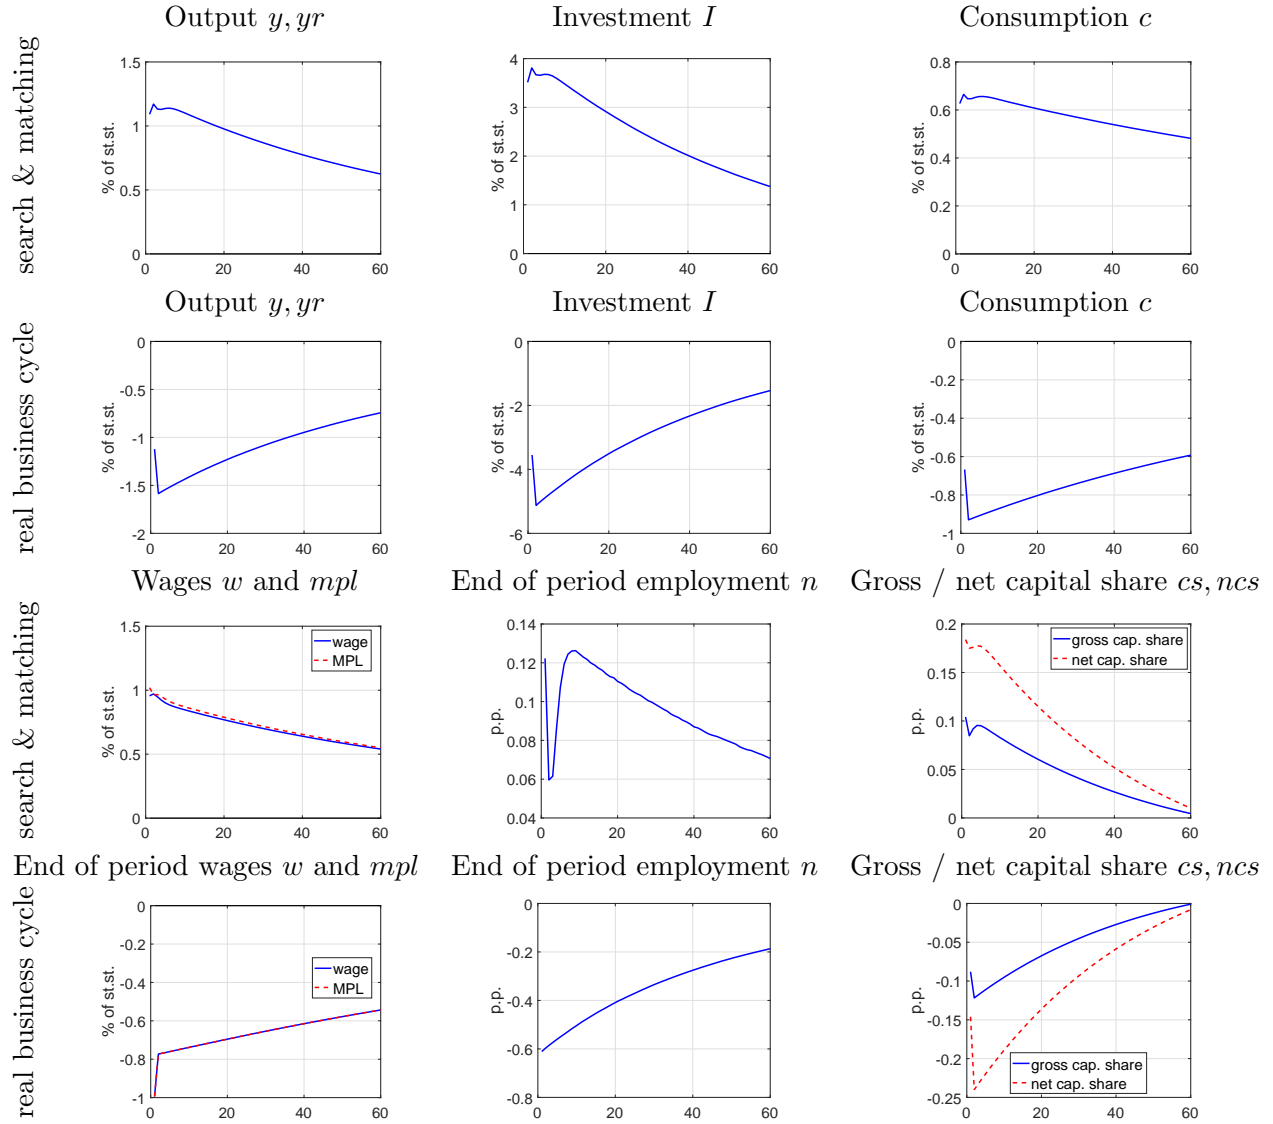 search & matching
Output y, yr
% of st.st.
1.5
1
0.5
0
0 20 40 60
Investment I
% of st.st.
4
3
2
1
0
0 20 40 60
Consumption c
% of st.st.
0.8
0.6
0.4
0.2
0
0 20 40 60
real business cycle
Output y, yr
% of st.st.
0
-0.5
-1
-1.5
-2
0 20 40 60
Investment I
% of st.st.
0
-2
-4
-6
0 20 40 60
Consumption c
% of st.st.
0
-0.2
-0.4
-0.6
-0.8
-1
0 20 40 60
search & matching
Wages w and mpl
% of st.st.
1.5
1
0.5
0
0 20 40 60
wage
MPL
End of period employment n
p.p.
0.14
0.12
0.1
0.08
0.06
0.04
0 20 40 60
Gross / net capital share cs, ncs
p.p.
0.2
0.15
0.1
0.05
0
0 20 40 60
gross cap. share
net cap. share
real business cycle
End of period wages w and mpl
% of st.st.
0
-0.2
-0.4
-0.6
-0.8
-1
0 20 40 60
wage
MPL
End of period employment n
p.p.
0
-0.2
-0.4
-0.6
-0.8
0 20 40 60
Gross / net capital share cs, ncs
p.p.
0
-0.05
-0.1
-0.15
-0.2
-0.25
0 20 40 60
gross cap. share
net cap. share